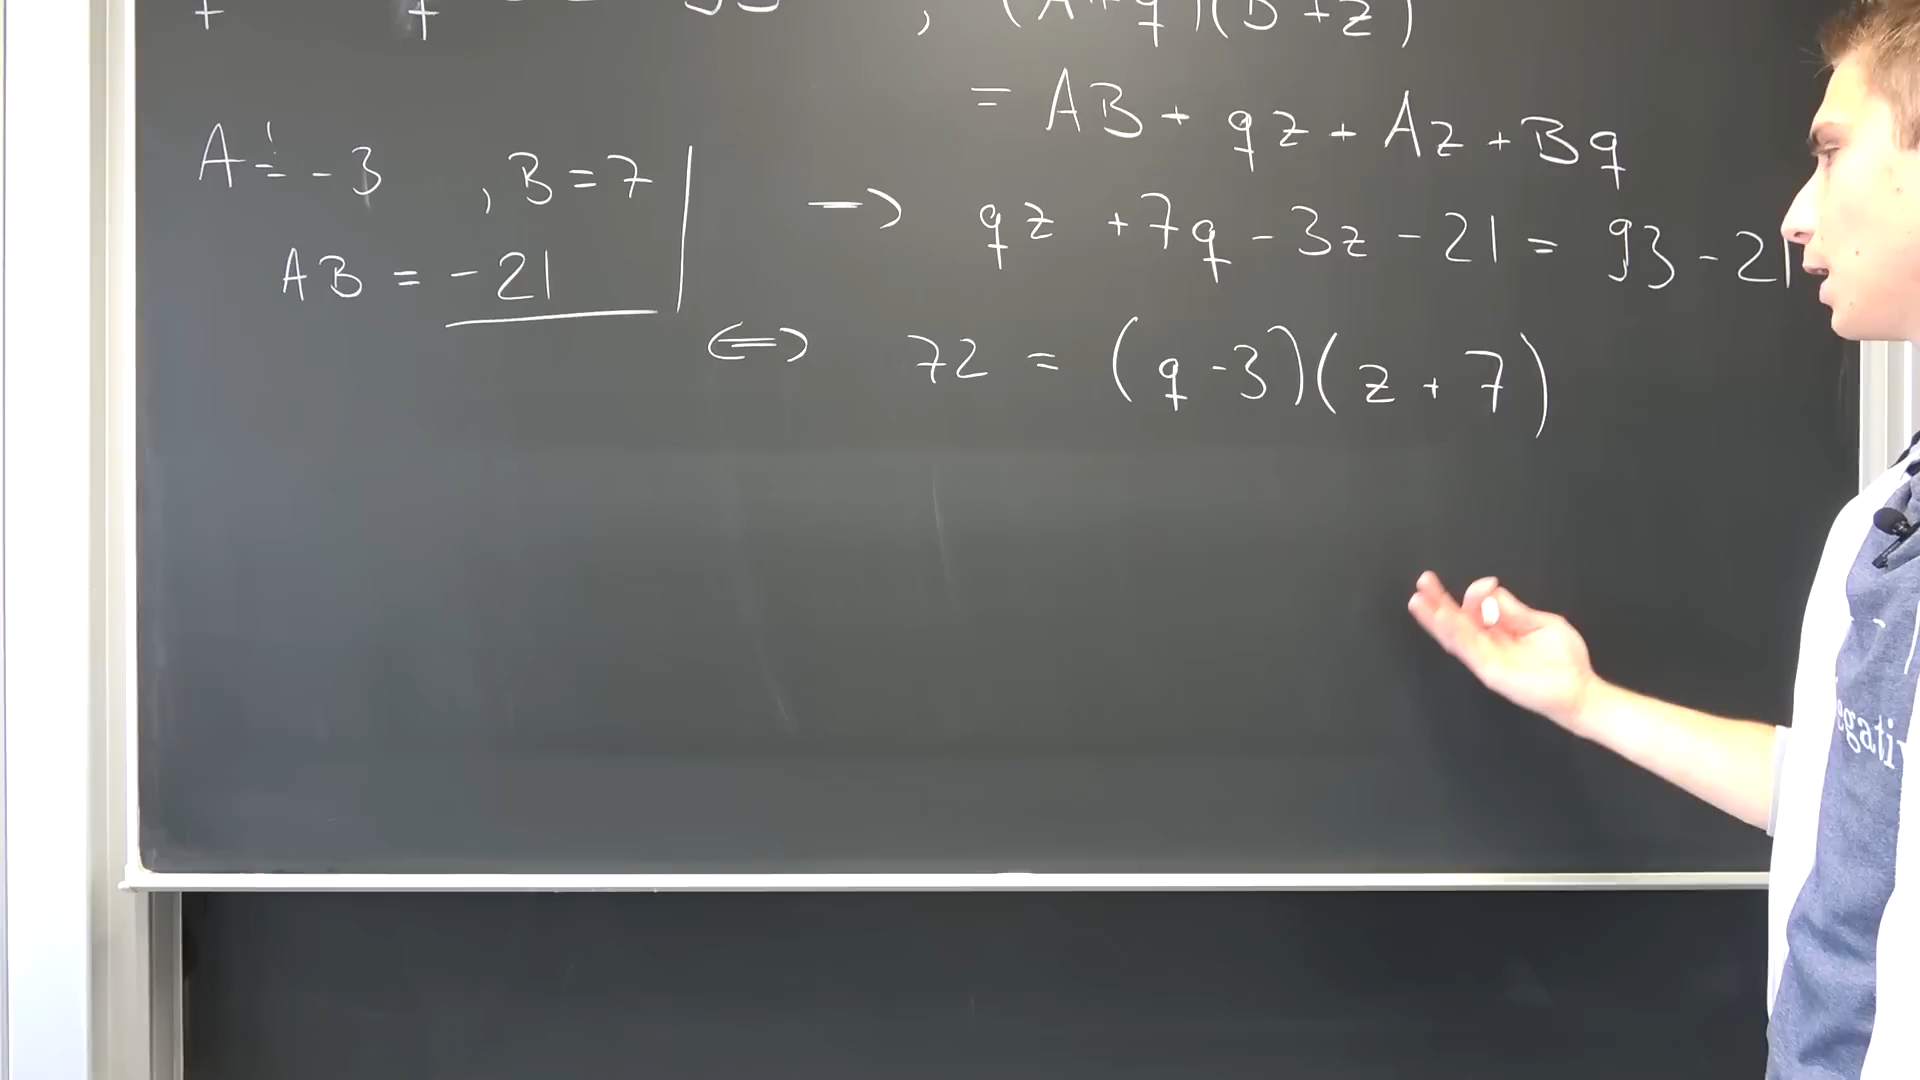 , (A+q)(B+z)
= AB + qz + Az + Bq
A = -3 , B = 7
-> qz + 7q - 3z - 21 = 93 - 21
AB = -21
<=> 72 = (q - 3)(z + 7)